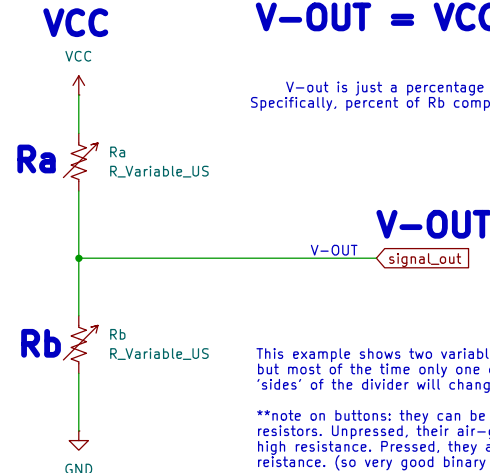 VCC
V-OUT = VCC
VCC
V-out is just a percentage
Specifically, percent of Rb comp
Ra
Ra
R_Variable_US
V-OUT
V-OUT
signal_out
Rb
Rb
R_Variable_US
This example shows two variabl
but most of the time only one
'sides' of the divider will chang
**note on buttons: they can be
resistors. Unpressed, their air-g
high resistance. Pressed, they a
reistance. (so very good binary
GND